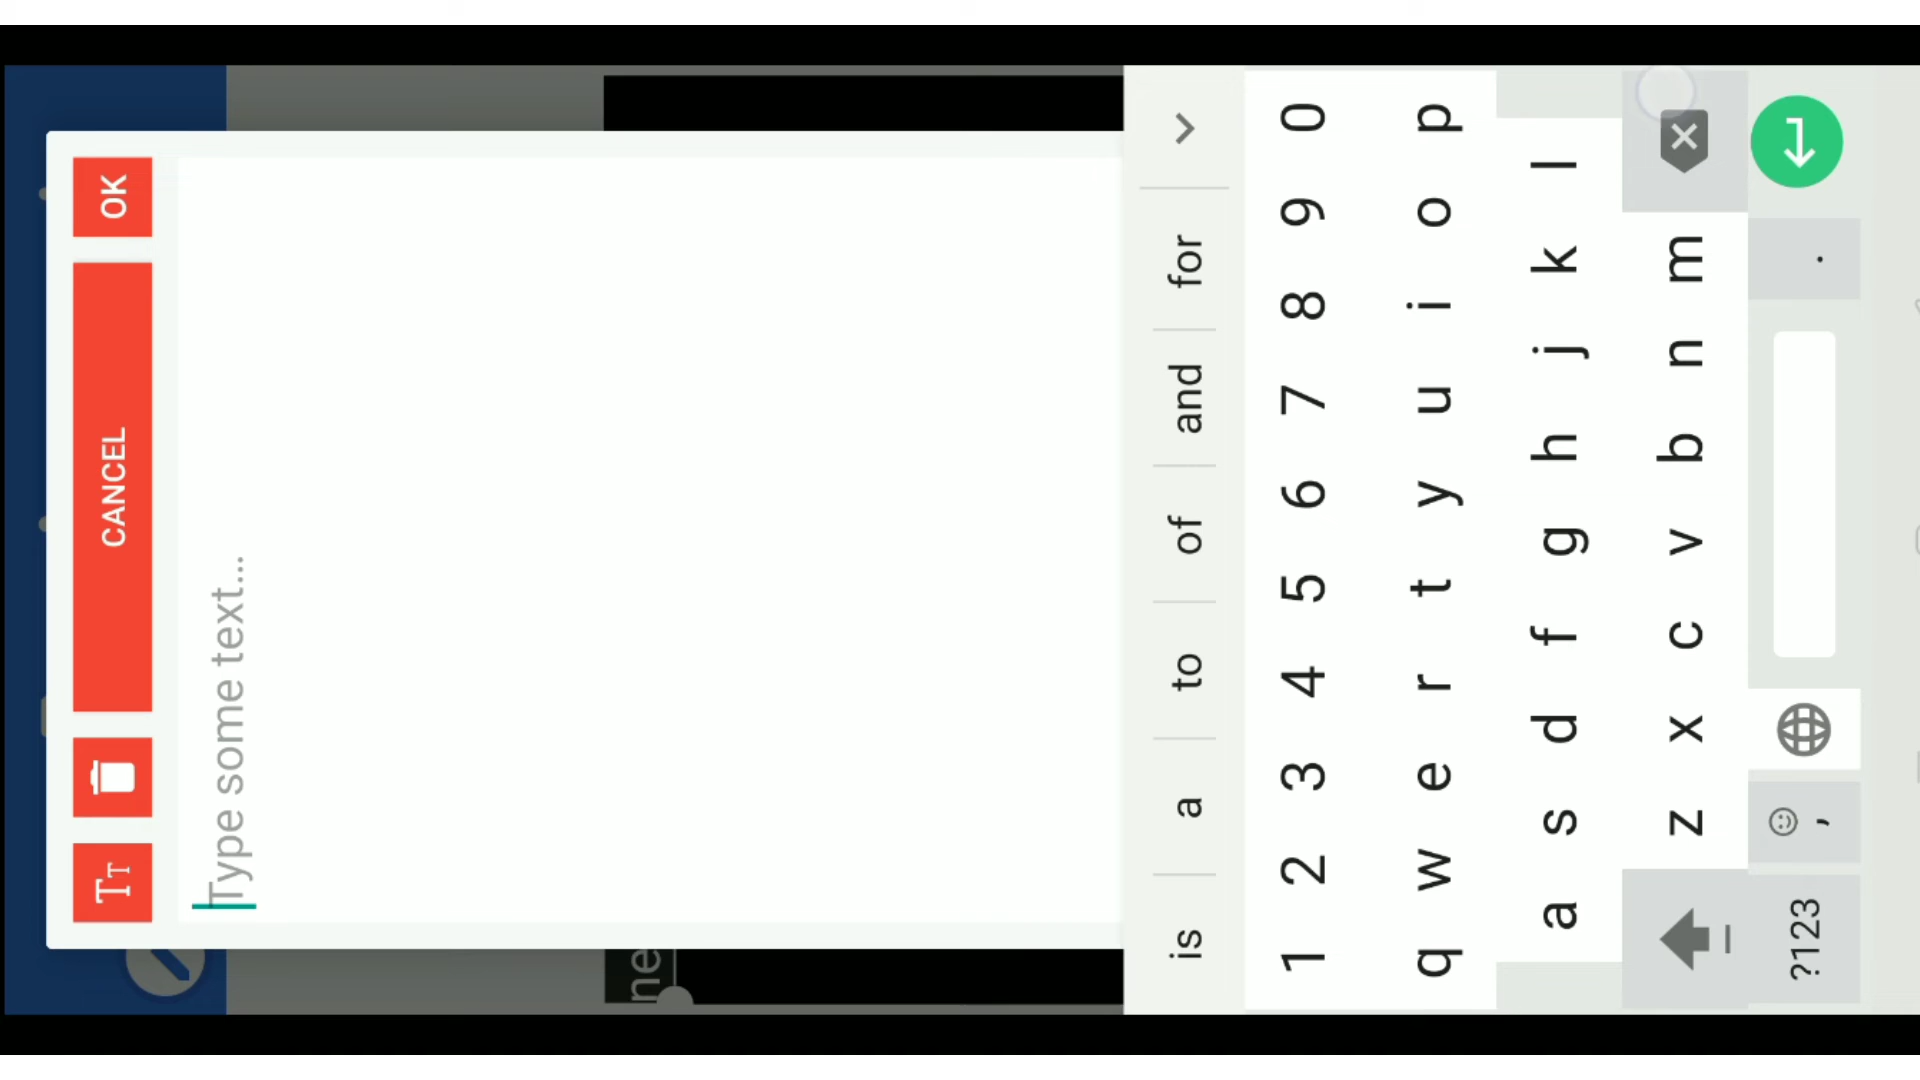 OK
CANCEL
Tт
Type some text...
ne
is a to of and for
1 2 3 4 5 6 7 8 9 0
q w e r t y u i o p
a s d f g h j k l
z x c v b n m
?123 , .